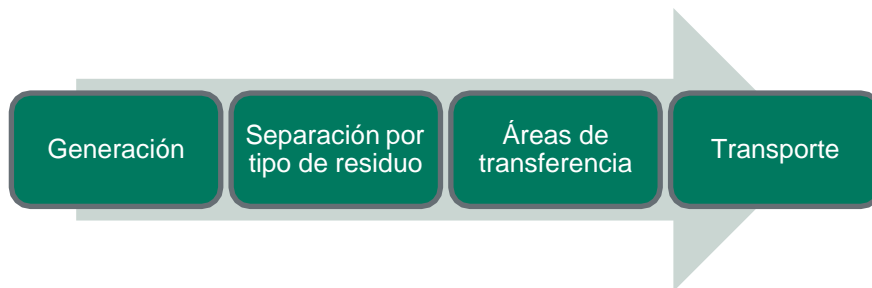 Generación
Separación por
tipo de residuo
Áreas de
transferencia
Transporte